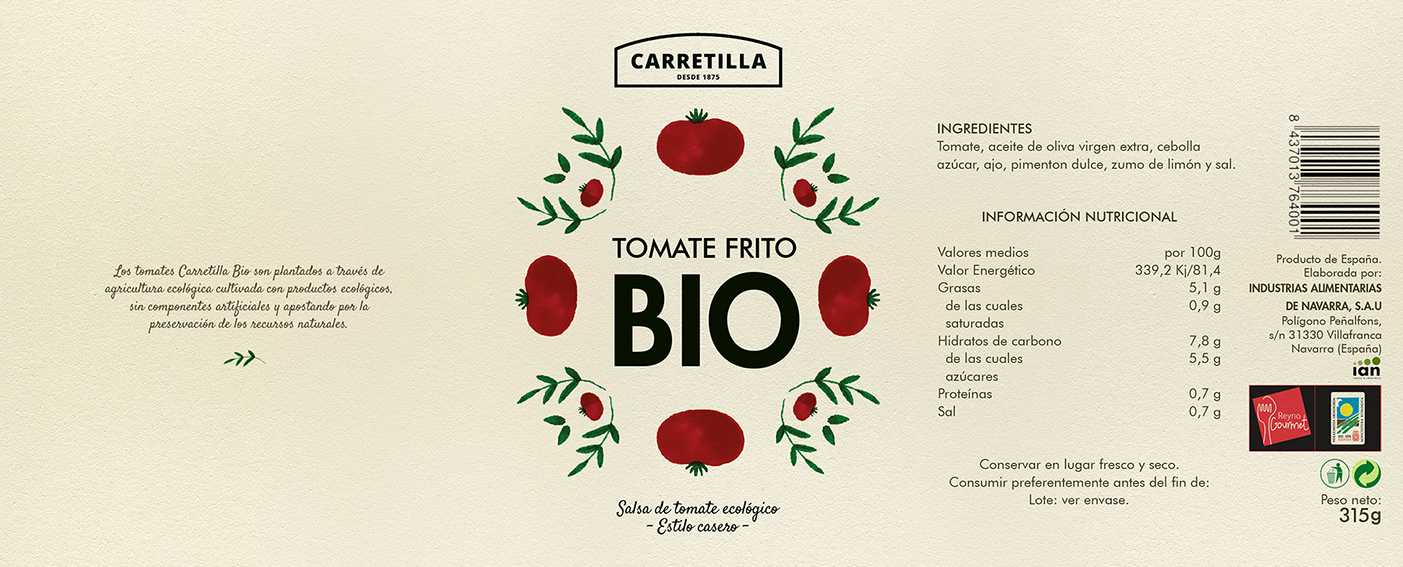 Los tomates Carretilla Bio son plantados a través de
agricultura ecológica cultivada con productos ecológicos,
sin componentes artificiales y apostando por la
preservación de los recursos naturales.
CARRETILLA
DESDE 1875
TOMATE FRITO
BIO
Salsa de tomate ecológico
- Estilo casero -
INGREDIENTES
Tomate, aceite de oliva virgen extra, cebolla
azúcar, ajo, pimenton dulce, zumo de limón y sal.
INFORMACIÓN NUTRICIONAL
Valores medios por 100g
Valor Energético 339,2 Kj/81,4
Grasas 5,1 g
de las cuales 0,9 g
saturadas
Hidratos de carbono 7,8 g
de las cuales 5,5 g
azúcares
Proteínas 0,7 g
Sal 0,7 g
Conservar en lugar fresco y seco.
Consumir preferentemente antes del fin de:
Lote: ver envase.
8 437013 764001
Producto de España.
Elaborada por:
INDUSTRIAS ALIMENTARIAS
DE NAVARRA, S.A.U
Polígono Peñalfons,
s/n 31330 Villafranca
Navarra (España)
ian
Reyno
Gourmet
Peso neto:
315g